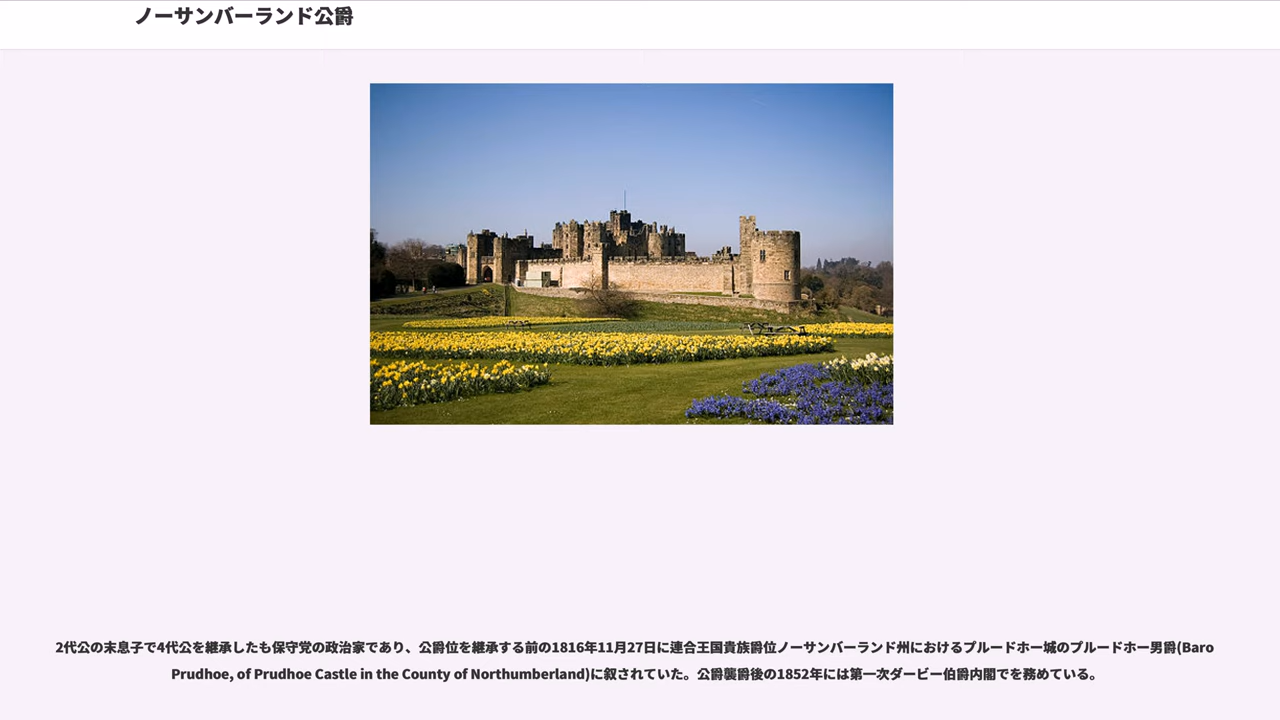 ノーサンバーランド公爵
2代公の末息子で4代公を継承したも保守党の政治家であり、公爵位を継承する前の1816年11月27日に連合王国貴族爵位ノーサンバーランド州におけるプルードホー城のプルードホー男爵(Baro
Prudhoe, of Prudhoe Castle in the County of Northumberland)に叙されていた。公爵襲爵後の1852年には第一次ダービー伯爵内閣でを務めている。